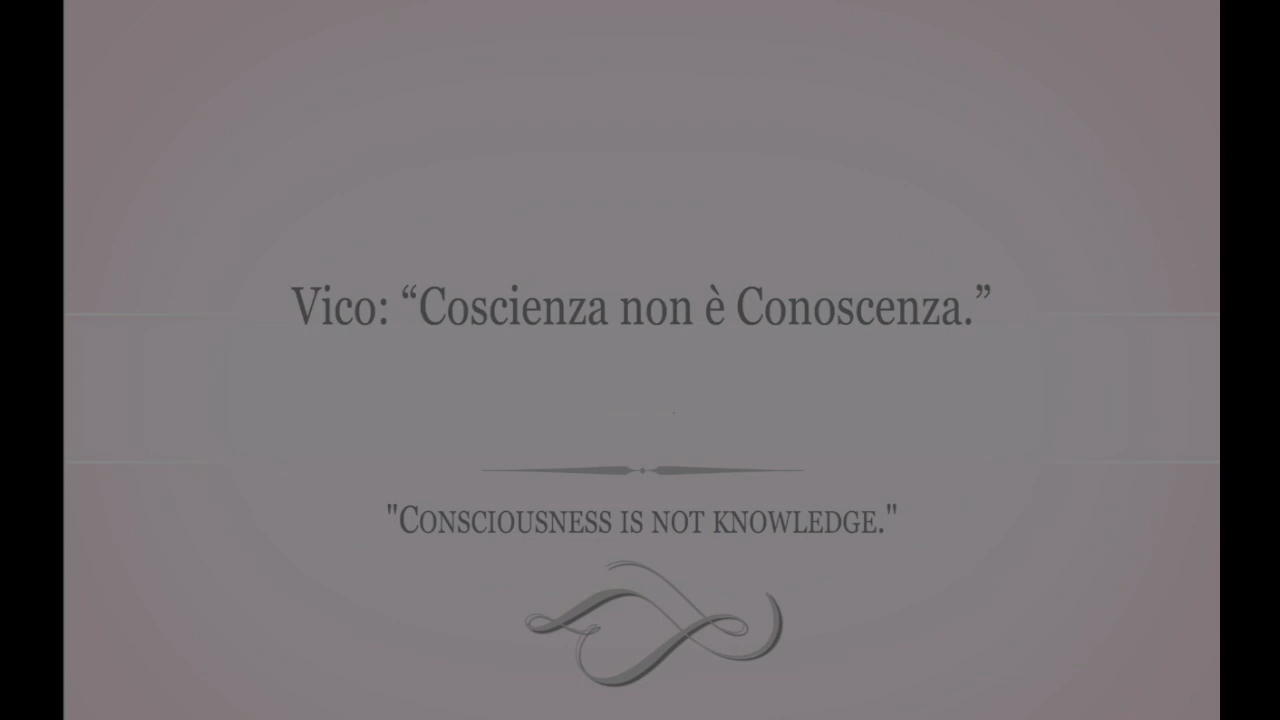 Vico: “Coscienza non è Conoscenza.”
"CONSCIOUSNESS IS NOT KNOWLEDGE."